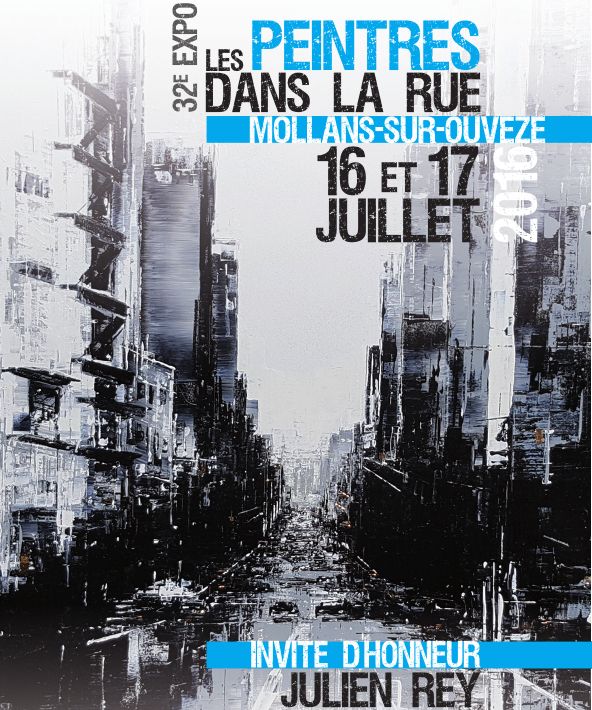 32E EXPO
LES PEINTRES
DANS LA RUE
MOLLANS-SUR-OUVEZE
16 ET 17
JUILLET
2016
INVITE D'HONNEUR
JULIEN REY